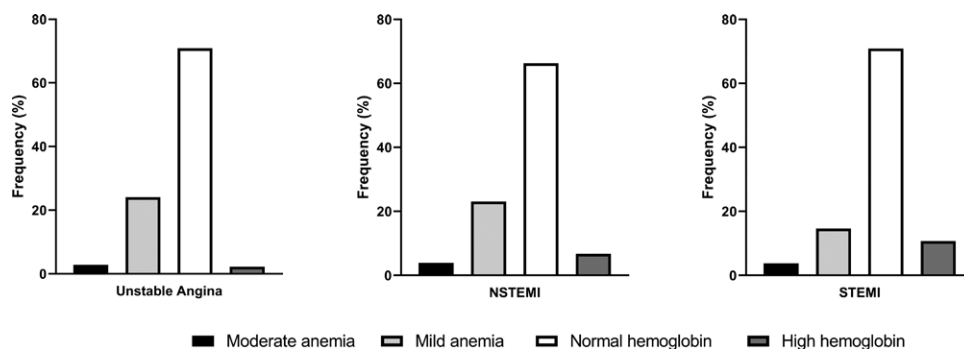 80
60
40
20
0
Frequency (%)
Unstable Angina
80
60
40
20
0
Frequency (%)
NSTEMI
80
60
40
20
0
Frequency (%)
STEMI
Moderate anemia Mild anemia Normal hemoglobin High hemoglobin